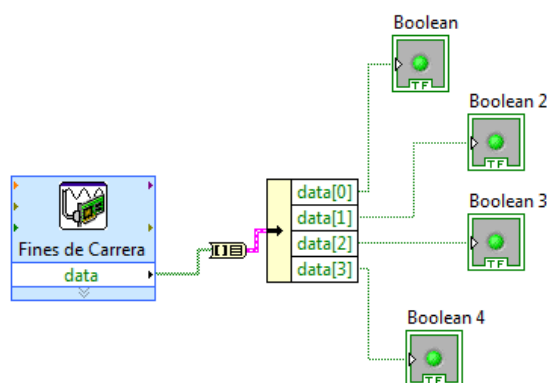 Boolean
TF
Boolean 2
TF
data[0]
data[1]
data[2]
data[3]
Boolean 3
TF
Fines de Carrera
data
Boolean 4
TF